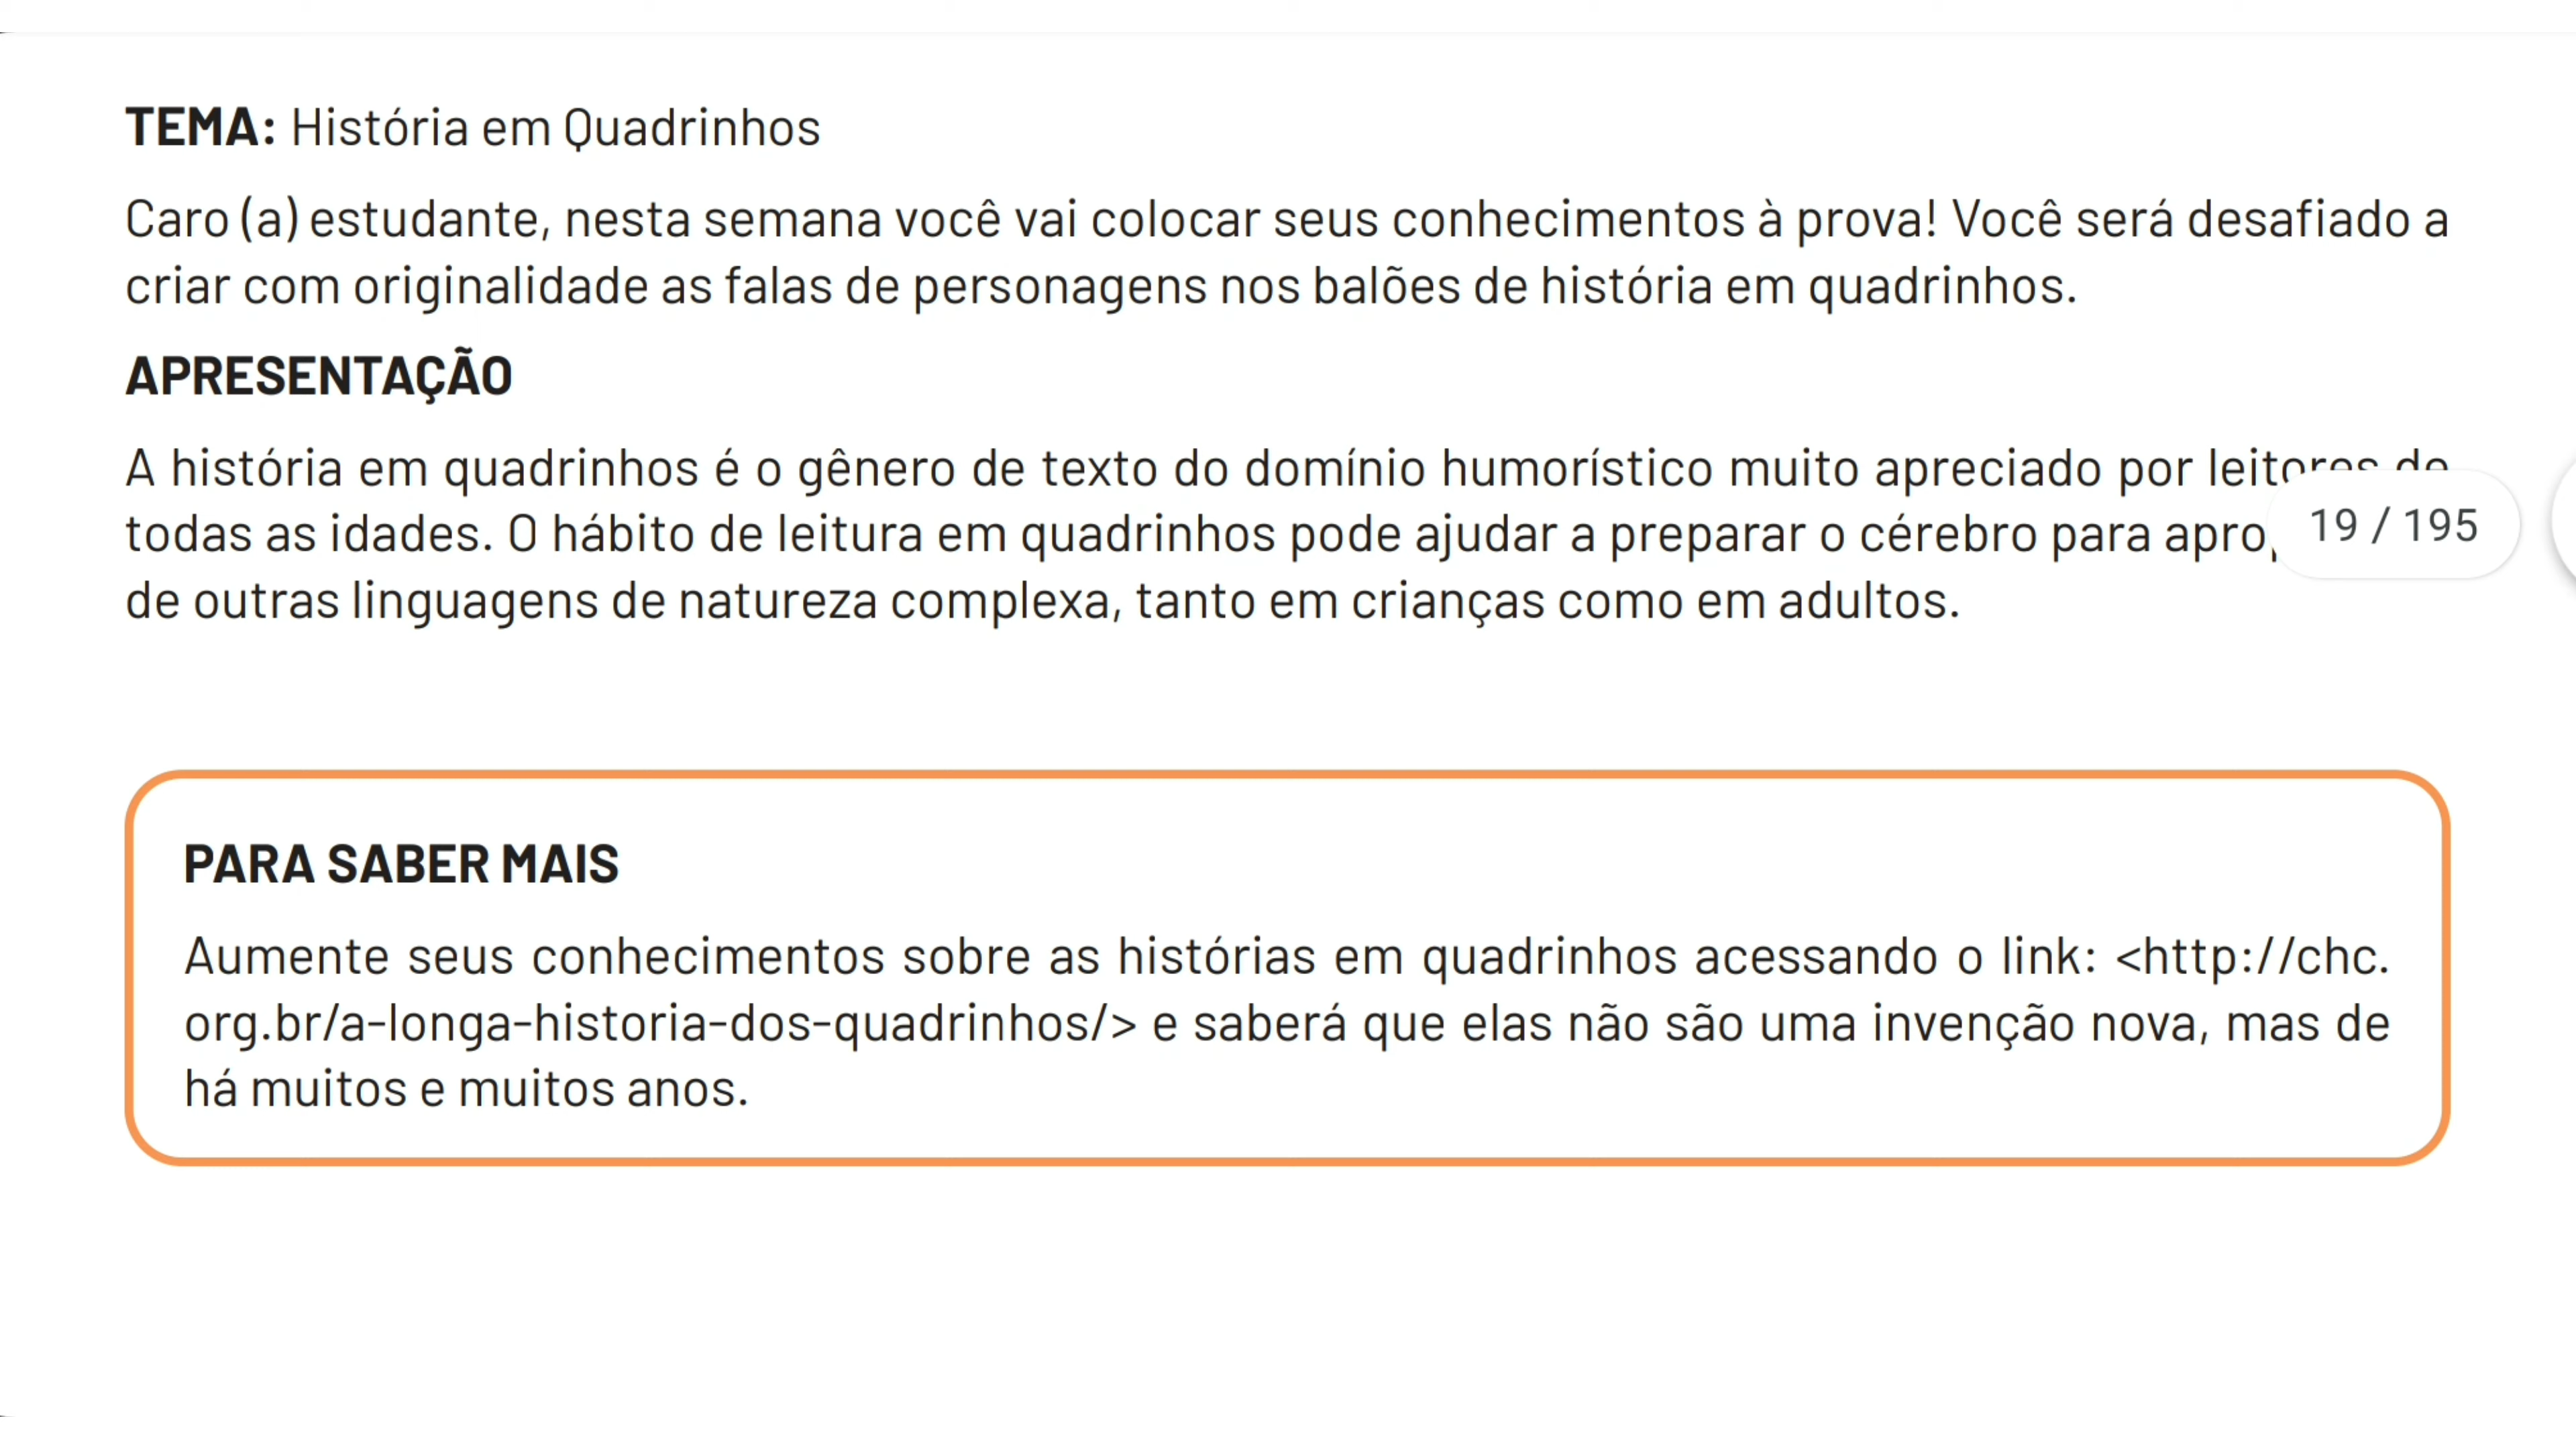 TEMA: História em Quadrinhos
Caro (a) estudante, nesta semana você vai colocar seus conhecimentos à prova! Você será desafiado a
criar com originalidade as falas de personagens nos balões de história em quadrinhos.
APRESENTAÇÃO
A história em quadrinhos é o gênero de texto do domínio humorístico muito apreciado por leitores de
todas as idades. O hábito de leitura em quadrinhos pode ajudar a preparar o cérebro para
19 / 195
de outras linguagens de natureza complexa, tanto em crianças como em adultos.
PARA SABER MAIS
Aumente seus conhecimentos sobre as histórias em quadrinhos acessando o link: <http://chc.
org.br/a-longa-historia-dos-quadrinhos/> e saberá que elas não são uma invenção nova, mas de
há muitos e muitos anos.